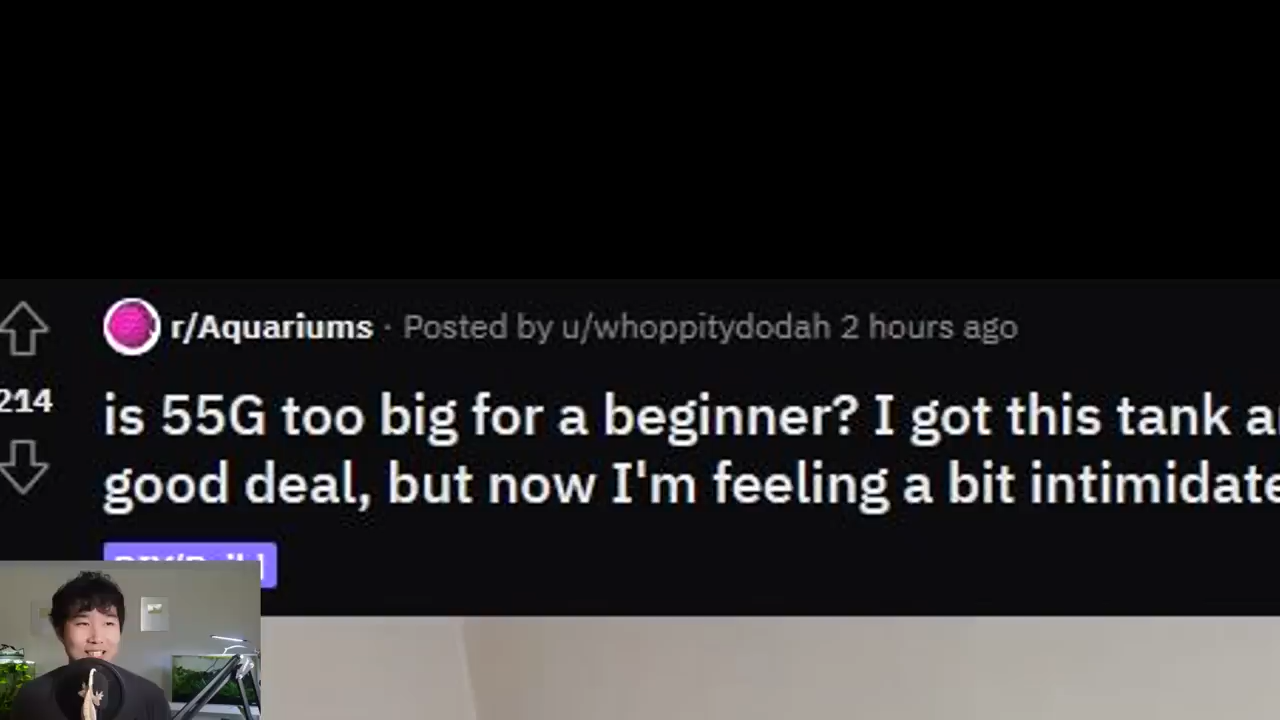 r/Aquariums · Posted by u/whoppitydodah 2 hours ago
214
is 55G too big for a beginner? I got this tank
good deal, but now I'm feeling a bit intimidate